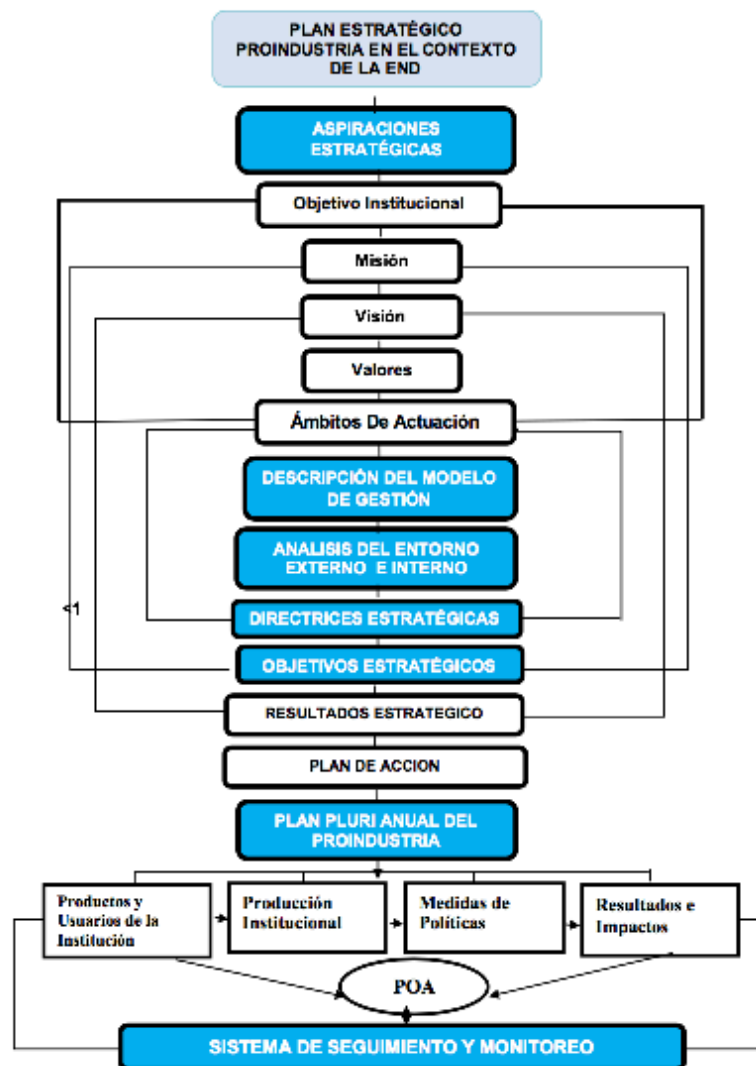 PLAN ESTRATÉGICO
PROINDUSTRIA EN EL CONTEXTO
DE LA END
ASPIRACIONES
ESTRATÉGICAS
Objetivo Institucional
Misión
Visión
Valores
Ámbitos De Actuación
DESCRIPCIÓN DEL MODELO
DE GESTIÓN
ANALISIS DEL ENTORNO
EXTERNO E INTERNO
<1
DIRECTRICES ESTRATÉGICAS
OBJETIVOS ESTRATÉGICOS
RESULTADOS ESTRATEGICO
PLAN DE ACCION
PLAN PLURI ANUAL DEL
PROINDUSTRIA
Productos y
Usuarios de la
Institución
Producción
Institucional
Medidas de
Políticas
Resultados e
Impactos
POA
SISTEMA DE SEGUIMIENTO Y MONITOREO